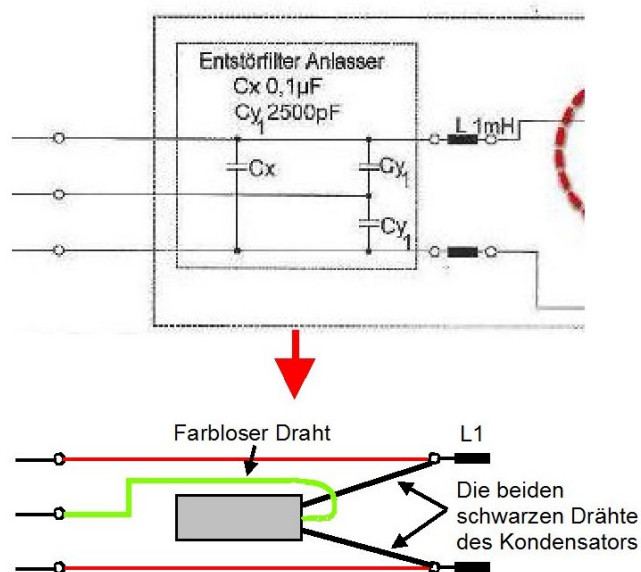 Entstörfilter Anlasser
Cx 0,1µF
Cy1 2500pF
L 1mH
Cx
Cy1
Cy1
Farbloser Draht
L1
Die beiden
schwarzen Drähte
des Kondensators